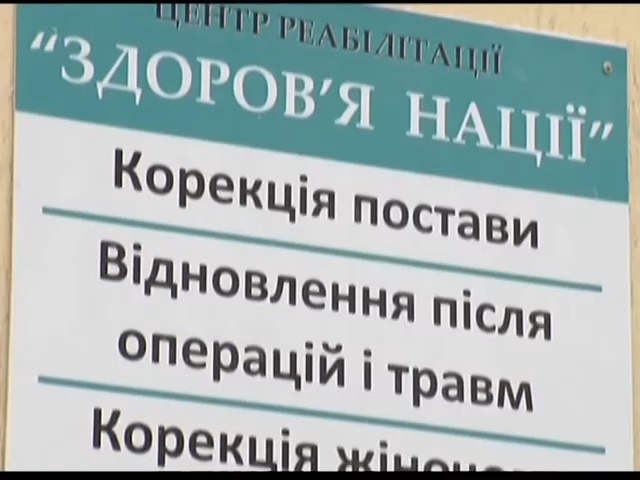 ЦЕНТР РЕАБІЛІТАЦІЇ
“ЗДОРОВ’Я НАЦІЇ”
Корекція постави
Відновлення після
операцій і травм
Корекція